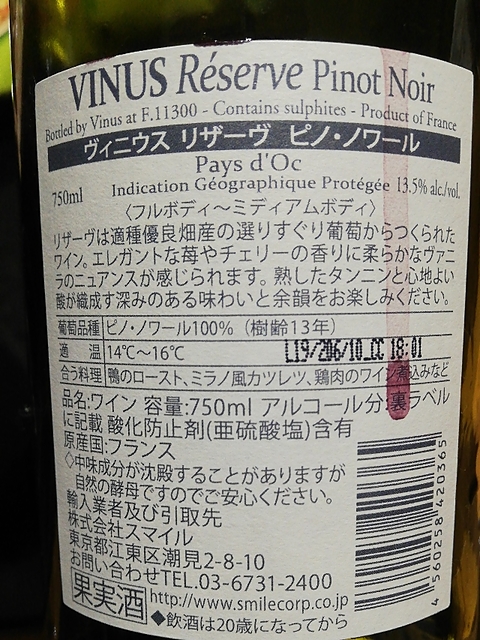 VINUS Réserve Pinot Noir
Bottled by Vinus at F.11300 - Contains sulphites - Product of France
ヴィニウス リザーヴ ピノ・ノワール
Pays d'Oc
750ml Indication Géographique Protégée 13.5% alc./vol.
〈フルボディ～ミディアムボディ〉
リザーヴは適種優良畑産の選りすぐり葡萄からつくられた
ワイン。エレガントな苺やチェリーの香りに柔らかなヴァニ
ラのニュアンスが感じられます。熟したタンニンと心地よい
酸が織成す深みのある味わいと余韻をお楽しみください。
葡萄品種 ピノ・ノワール100%（樹齢13年）
適温 14℃～16℃ L19/206/10_CC 18:01
合う料理 鴨のロースト、ミラノ風カツレツ、鶏肉のワイン煮込みなど
品名:ワイン 容量:750ml アルコール分:裏ラベル
に記載 酸化防止剤(亜硫酸塩)含有
原産国:フランス
◇中味成分が沈殿することがありますが
自然の酵母ですのでご安心ください。
輸入業者及び引取先
株式会社スマイル
東京都江東区潮見2-8-10
お問い合わせTEL.03-6731-2400
果実酒 http://www.smilecorp.co.jp
◆飲酒は20歳になってから
4560258420365